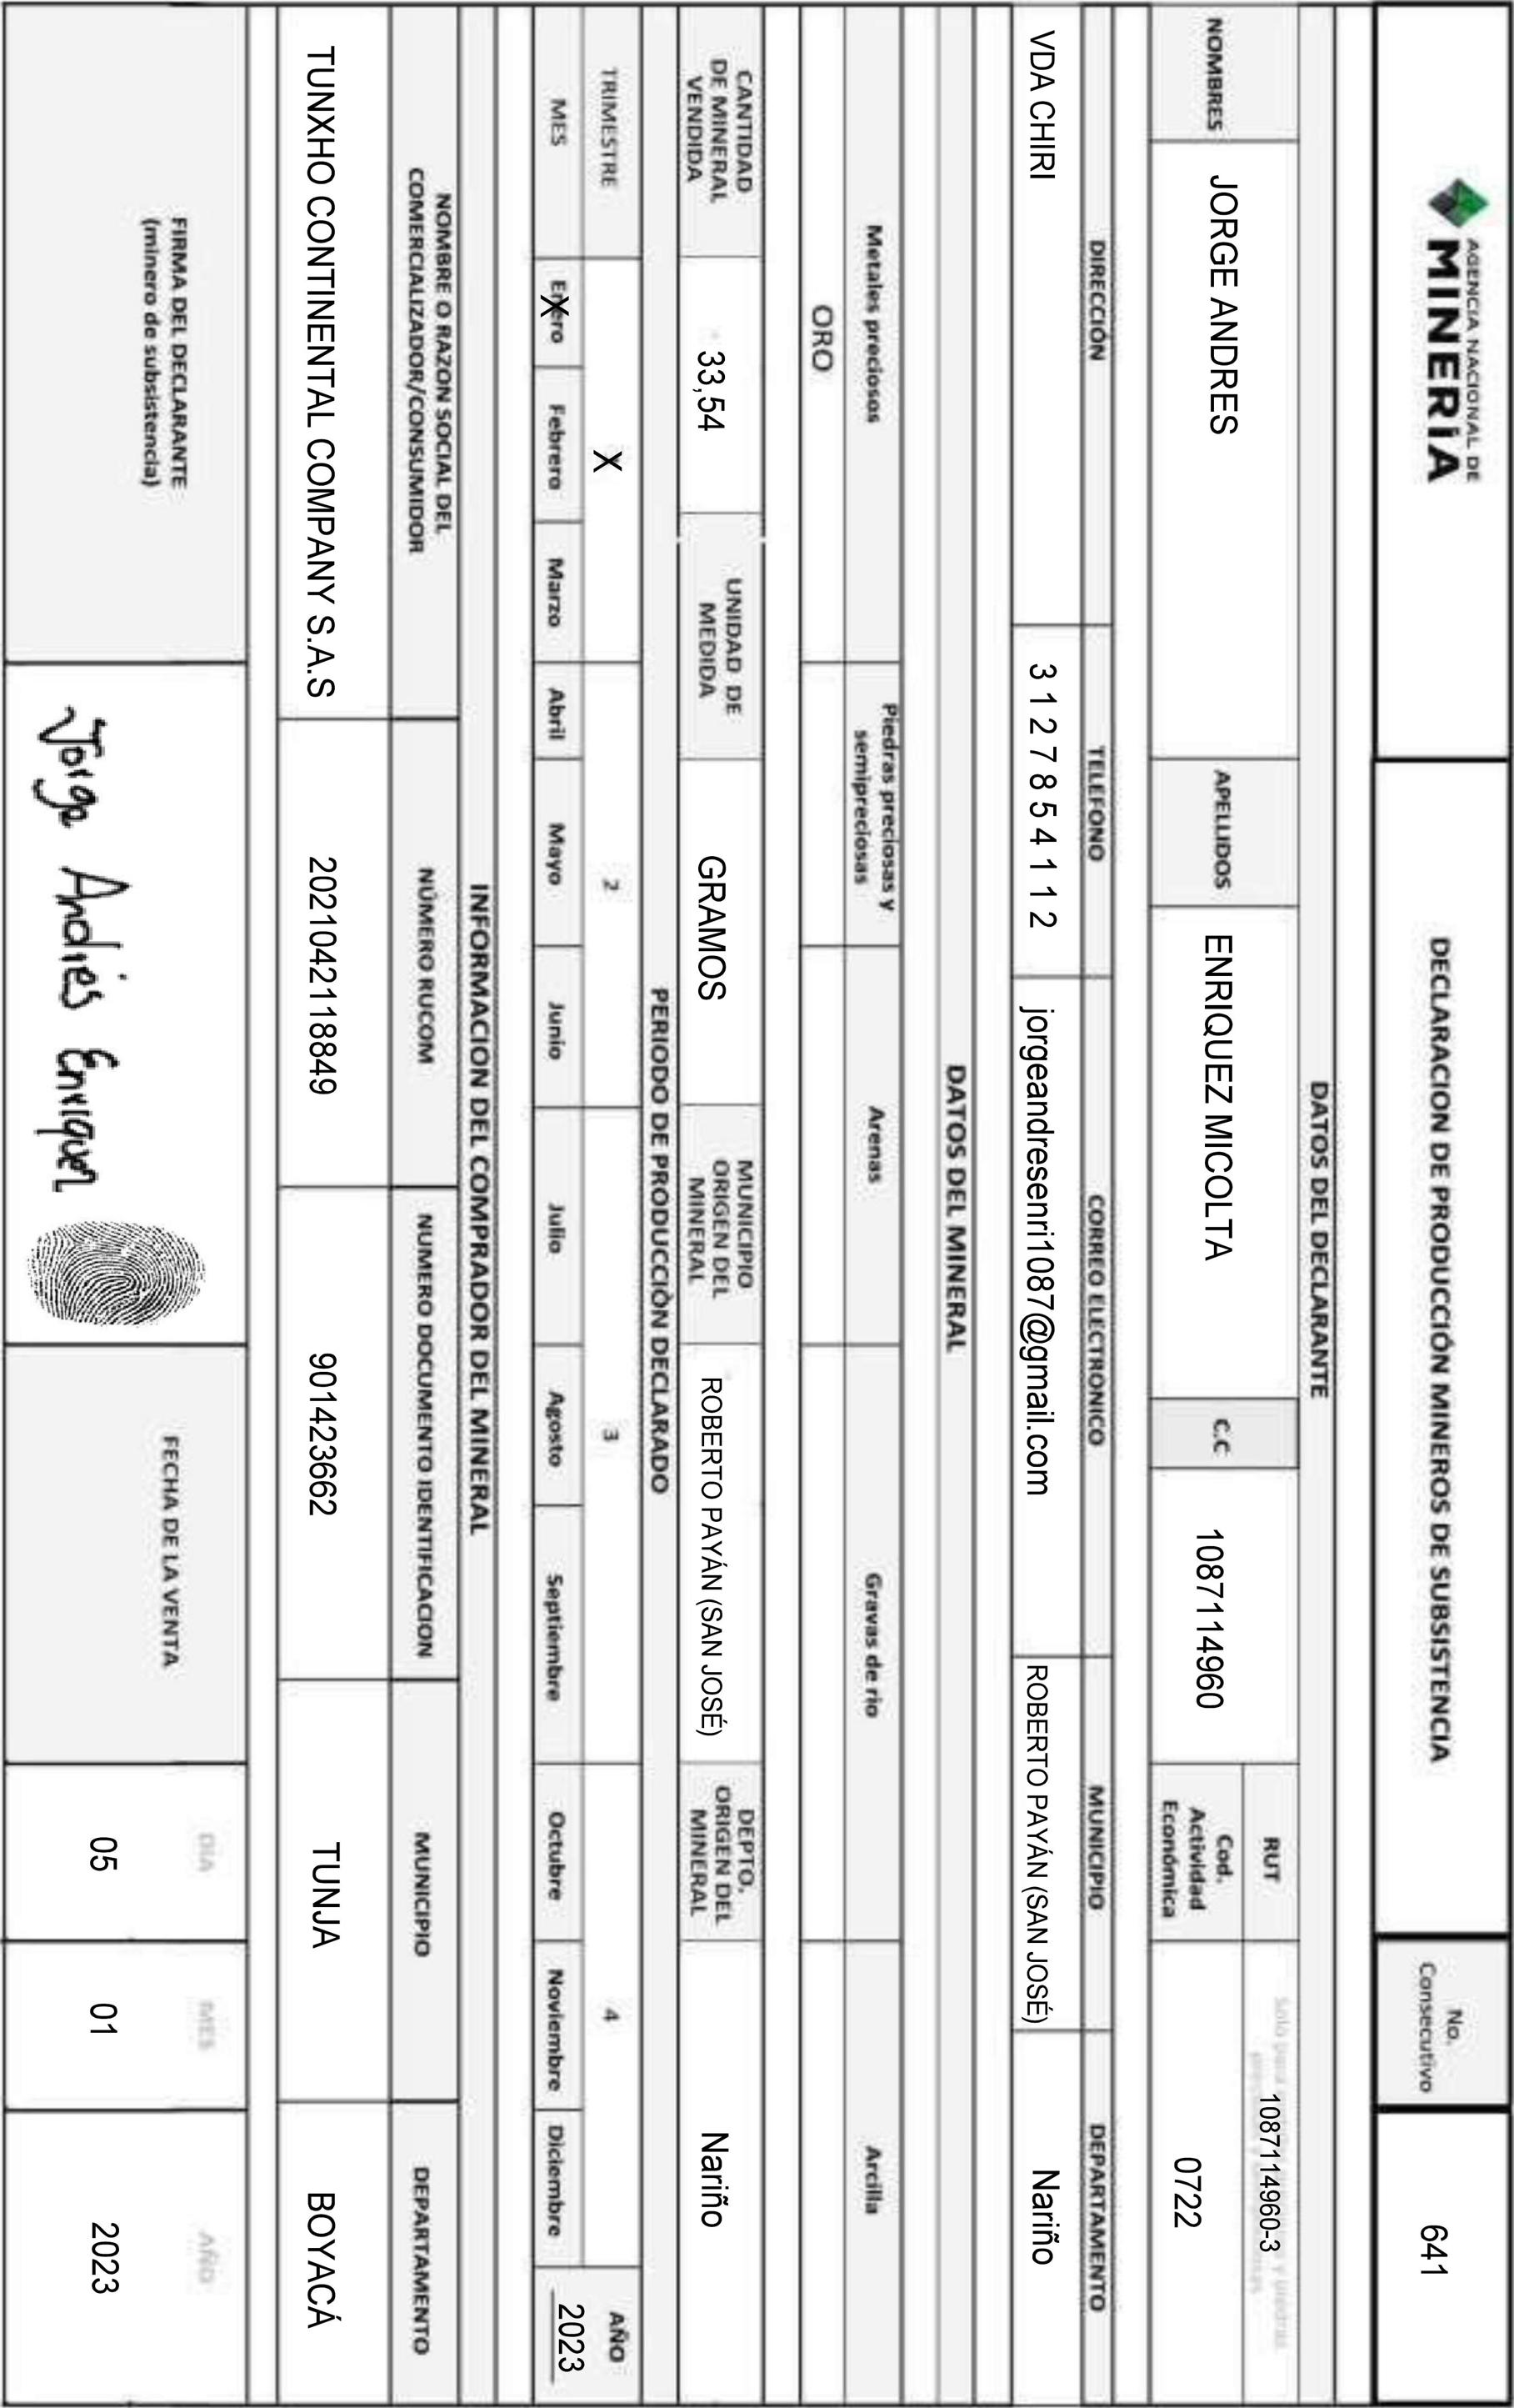 AGENCIA NACIONAL DE
MINERÍA
DECLARACION DE PRODUCCIÓN MINEROS DE SUBSISTENCIA
No.
Consecutivo
641
DATOS DEL DECLARANTE
NOMBRES
JORGE ANDRES
APELLIDOS
ENRIQUEZ MICOLTA
C.C
1087114960
RUT
1087114960-3
Cod.
Actividad
Económica
0722
DIRECCIÓN
TELEFONO
CORREO ELECTRONICO
MUNICIPIO
DEPARTAMENTO
VDA CHIRI
3 1 2 7 8 5 4 1 1 2
jorgeandresenri1087@gmail.com
ROBERTO PAYÁN (SAN JOSÉ)
Nariño
DATOS DEL MINERAL
Metales preciosos
Piedras preciosas y
semipreciosas
Arenas
Gravas de rio
Arcilla
ORO
CANTIDAD
DE MINERAL
VENDIDA
33,54
UNIDAD DE
MEDIDA
GRAMOS
MUNICIPIO
ORIGEN DEL
MINERAL
ROBERTO PAYÁN (SAN JOSÉ)
DEPTO.
ORIGEN DEL
MINERAL
Nariño
PERIODO DE PRODUCCIÓN DECLARADO
TRIMESTRE
X
2
3
4
AÑO
MES
Enero
X
Febrero
Marzo
Abril
Mayo
Junio
Julio
Agosto
Septiembre
Octubre
Noviembre
Diciembre
2023
INFORMACIÓN DEL COMPRADOR DEL MINERAL
NOMBRE O RAZON SOCIAL DEL
COMERCIALIZADOR/CONSUMIDOR
NÚMERO RUCOM
NUMERO DOCUMENTO IDENTIFICACION
MUNICIPIO
DEPARTAMENTO
TUNXHO CONTINENTAL COMPANY S.A.S
2021042118849
901423662
TUNJA
BOYACÁ
FIRMA DEL DECLARANTE
(minero de subsistencia)
Jorge Andres Enriquez
FECHA DE LA VENTA
DÍA
MES
AÑO
05
01
2023